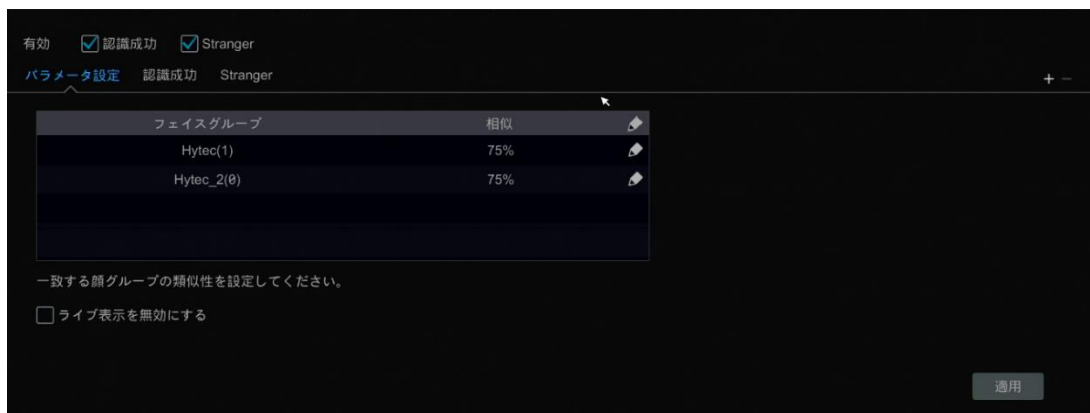 有効 認識成功 Stranger
パラメータ設定 認識成功 Stranger + −
フェイスグループ 相似
Hytec(1) 75%
Hytec_2(0) 75%
一致する顔グループの類似性を設定してください。
ライブ表示を無効にする
適用